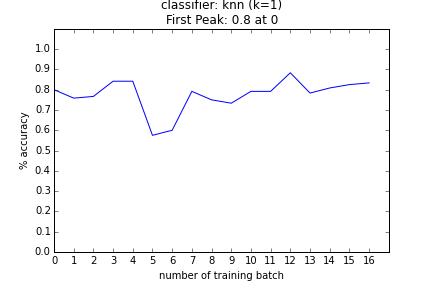 classifier: knn (k=1)
First Peak: 0.8 at 0
1.0
0.9
0.8
0.7
0.6
0.5
0.4
0.3
0.2
0.1
0.0
% accuracy
0 1 2 3 4 5 6 7 8 9 10 11 12 13 14 15 16
number of training batch